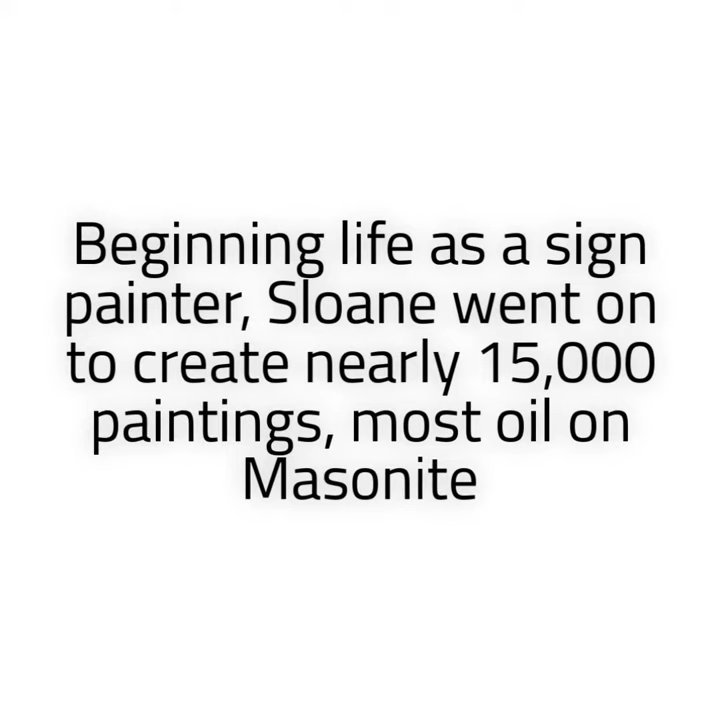 Beginning life as a sign
painter, Sloane went on
to create nearly 15,000
paintings, most oil on
Masonite